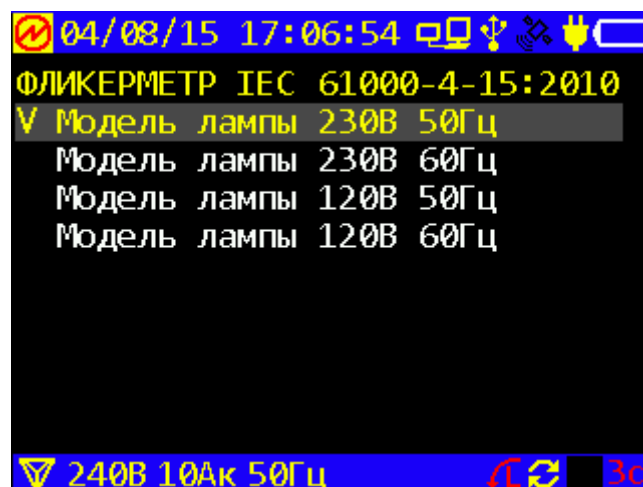 04/08/15 17:06:54
ФЛИКЕРМЕТР IEC 61000-4-15:2010
V Модель лампы 230В 50Гц
Модель лампы 230В 60Гц
Модель лампы 120В 50Гц
Модель лампы 120В 60Гц
240В 10Ак 50Гц 3с